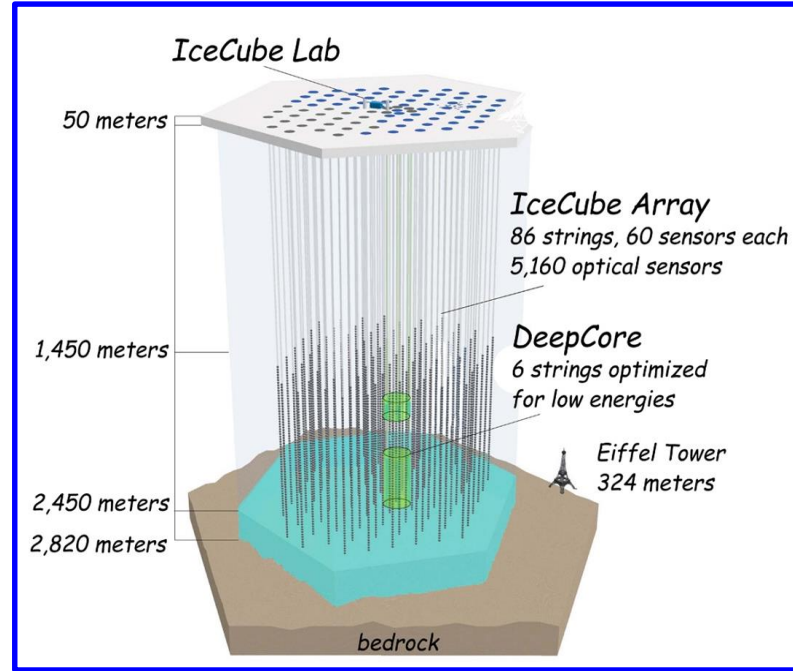 IceCube Lab
50 meters
IceCube Array
86 strings, 60 sensors each
5,160 optical sensors
1,450 meters
DeepCore
6 strings optimized
for low energies
Eiffel Tower
324 meters
2,450 meters
2,820 meters
bedrock